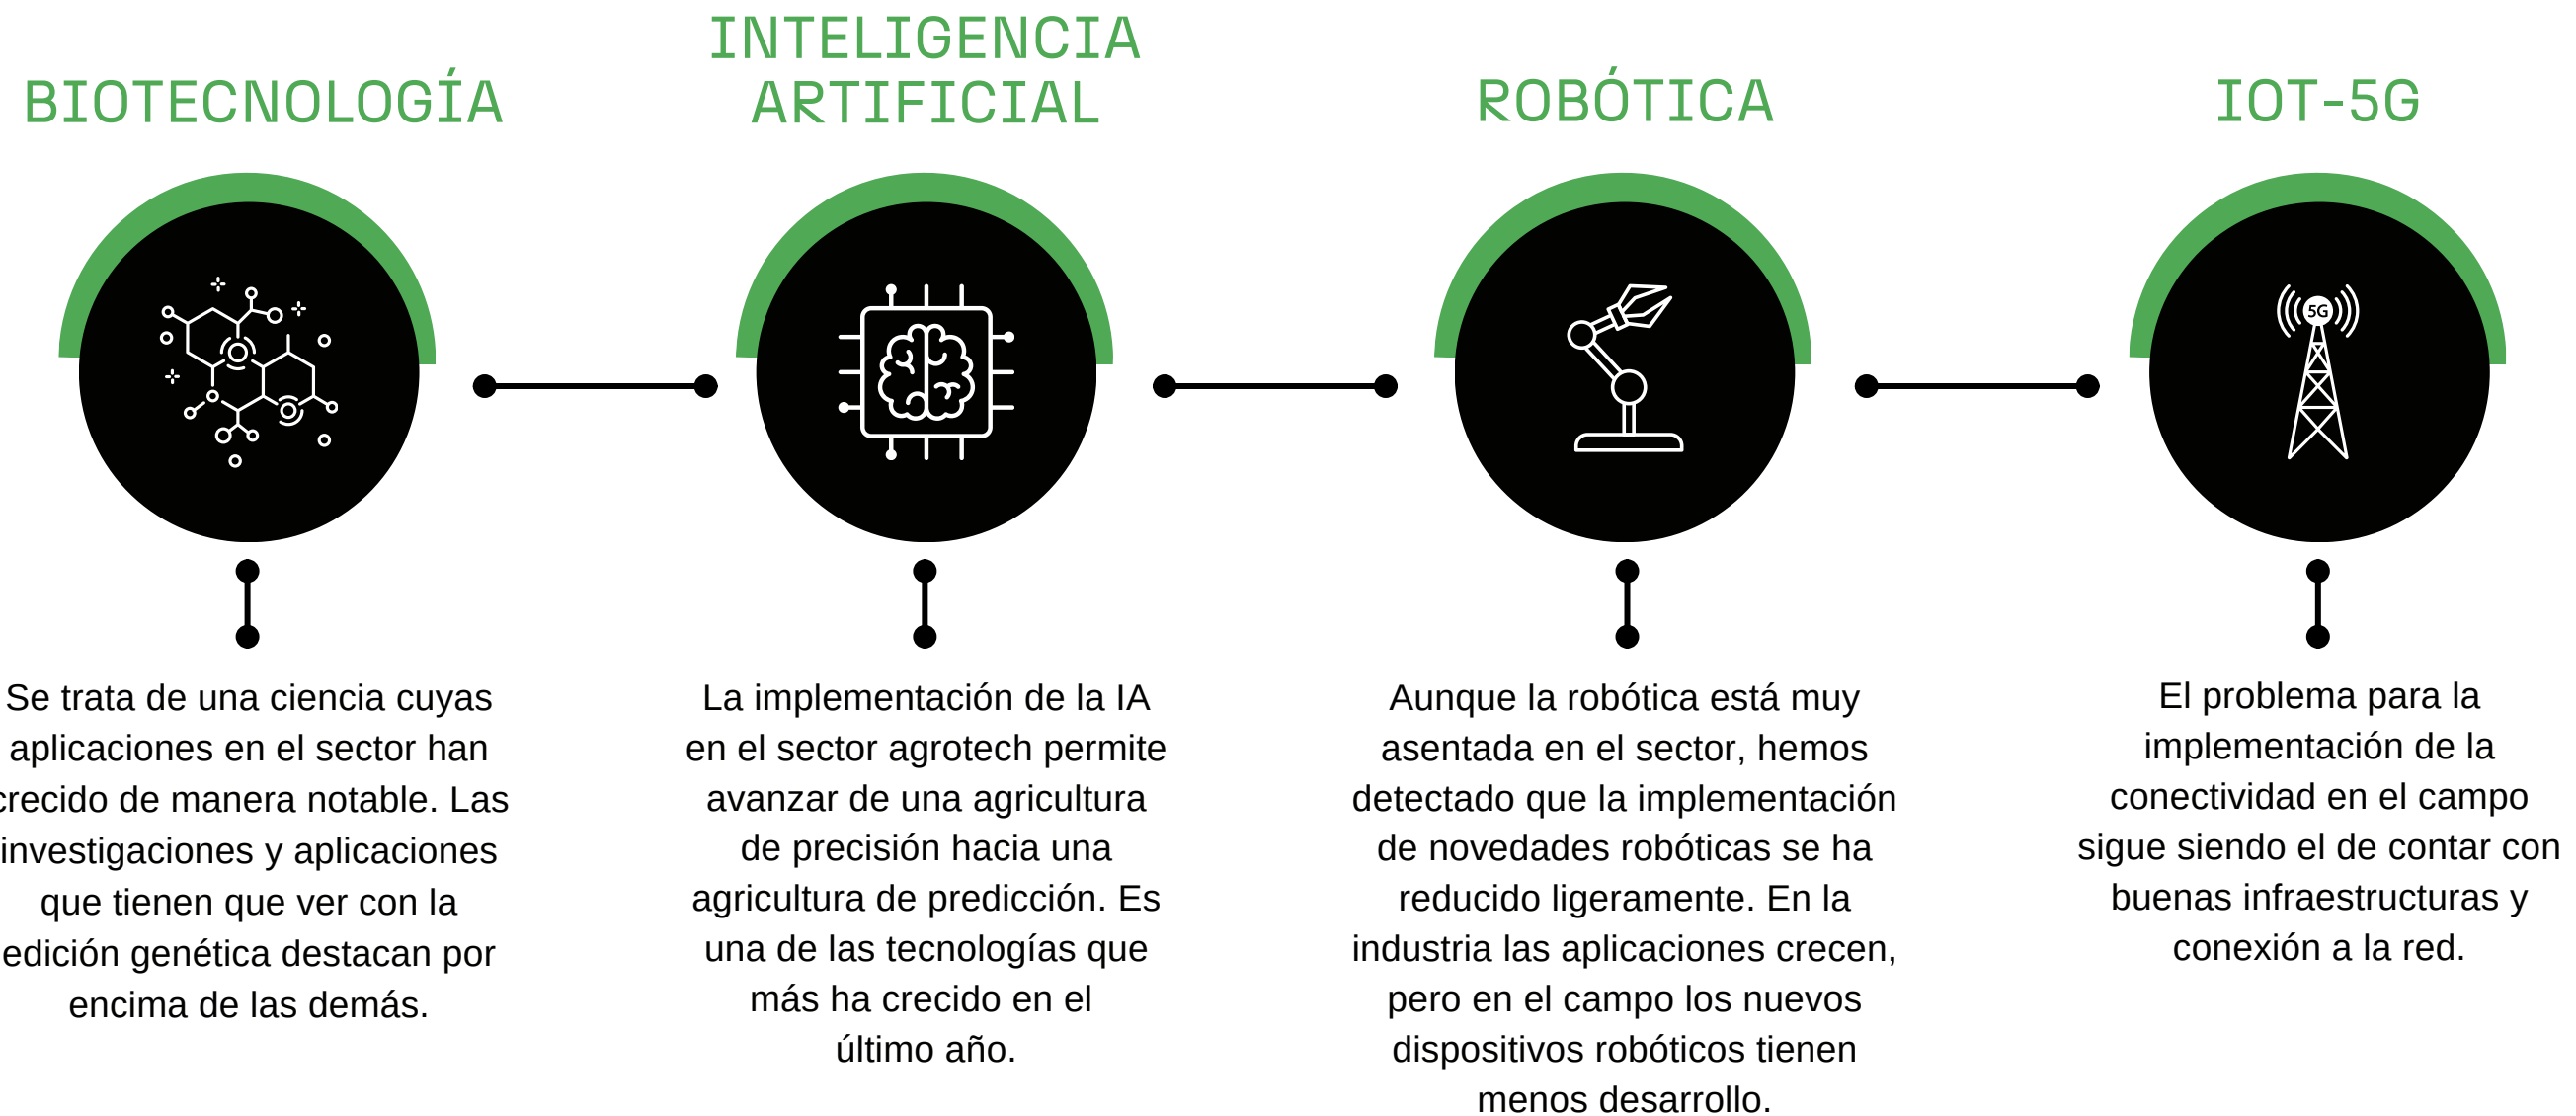 BIOTECNOLOGÍA
Se trata de una ciencia cuyas
aplicaciones en el sector han
crecido de manera notable. Las
investigaciones y aplicaciones
que tienen que ver con la
edición genética destacan por
encima de las demás.
INTELIGENCIA
ARTIFICIAL
La implementación de la IA
en el sector agrotech permite
avanzar de una agricultura
de precisión hacia una
agricultura de predicción. Es
una de las tecnologías que
más ha crecido en el
último año.
ROBÓTICA
Aunque la robótica está muy
asentada en el sector, hemos
detectado que la implementación
de novedades robóticas se ha
reducido ligeramente. En la
industria las aplicaciones crecen,
pero en el campo los nuevos
dispositivos robóticos tienen
menos desarrollo.
IOT-5G
5G
El problema para la
implementación de la
conectividad en el campo
sigue siendo el de contar con
buenas infraestructuras y
conexión a la red.